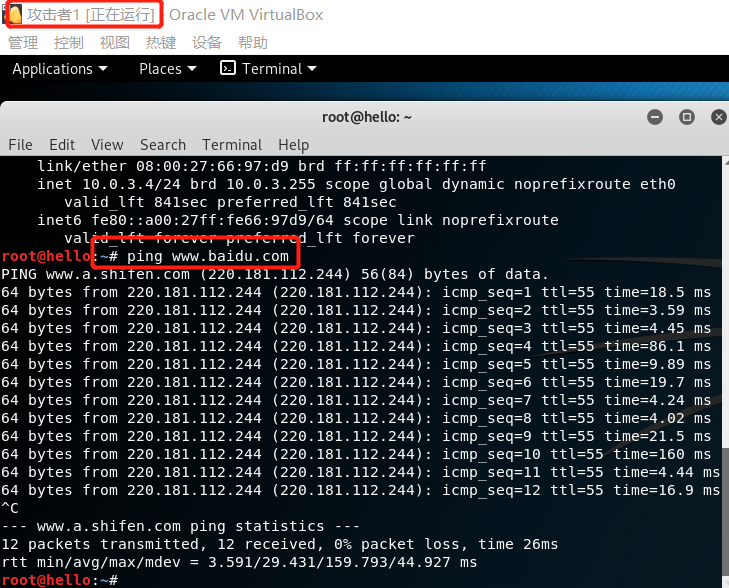 攻击者1 [正在运行] - Oracle VM VirtualBox
管理 控制 视图 热键 设备 帮助
Applications Places Terminal
root@hello: ~
File Edit View Search Terminal Help
link/ether 08:00:27:66:97:d9 brd ff:ff:ff:ff:ff:ff
inet 10.0.3.4/24 brd 10.0.3.255 scope global dynamic noprefixroute eth0
valid_lft 841sec preferred_lft 841sec
inet6 fe80::a00:27ff:fe66:97d9/64 scope link noprefixroute
valid_lft forever preferred_lft forever
root@hello:~# ping www.baidu.com
PING www.a.shifen.com (220.181.112.244) 56(84) bytes of data.
64 bytes from 220.181.112.244 (220.181.112.244): icmp_seq=1 ttl=55 time=18.5 ms
64 bytes from 220.181.112.244 (220.181.112.244): icmp_seq=2 ttl=55 time=3.59 ms
64 bytes from 220.181.112.244 (220.181.112.244): icmp_seq=3 ttl=55 time=4.45 ms
64 bytes from 220.181.112.244 (220.181.112.244): icmp_seq=4 ttl=55 time=86.1 ms
64 bytes from 220.181.112.244 (220.181.112.244): icmp_seq=5 ttl=55 time=9.89 ms
64 bytes from 220.181.112.244 (220.181.112.244): icmp_seq=6 ttl=55 time=19.7 ms
64 bytes from 220.181.112.244 (220.181.112.244): icmp_seq=7 ttl=55 time=4.24 ms
64 bytes from 220.181.112.244 (220.181.112.244): icmp_seq=8 ttl=55 time=4.02 ms
64 bytes from 220.181.112.244 (220.181.112.244): icmp_seq=9 ttl=55 time=21.5 ms
64 bytes from 220.181.112.244 (220.181.112.244): icmp_seq=10 ttl=55 time=160 ms
64 bytes from 220.181.112.244 (220.181.112.244): icmp_seq=11 ttl=55 time=4.44 ms
64 bytes from 220.181.112.244 (220.181.112.244): icmp_seq=12 ttl=55 time=16.9 ms
^C
--- www.a.shifen.com ping statistics ---
12 packets transmitted, 12 received, 0% packet loss, time 26ms
rtt min/avg/max/mdev = 3.591/29.431/159.793/44.927 ms
root@hello:~#